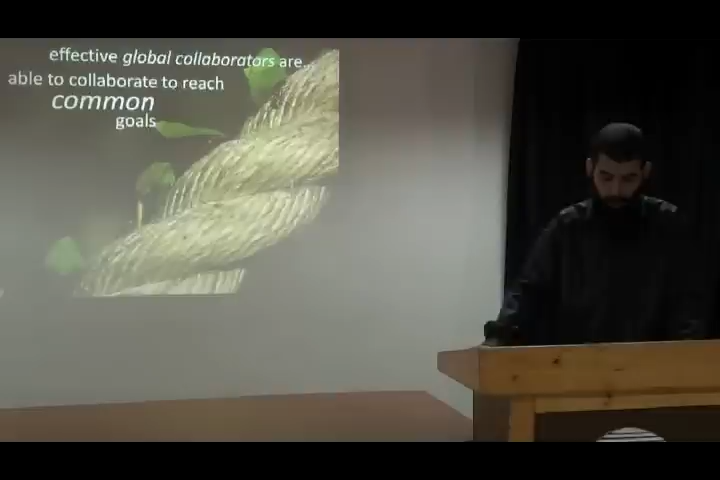 effective global collaborators are...
able to collaborate to reach
common
goals